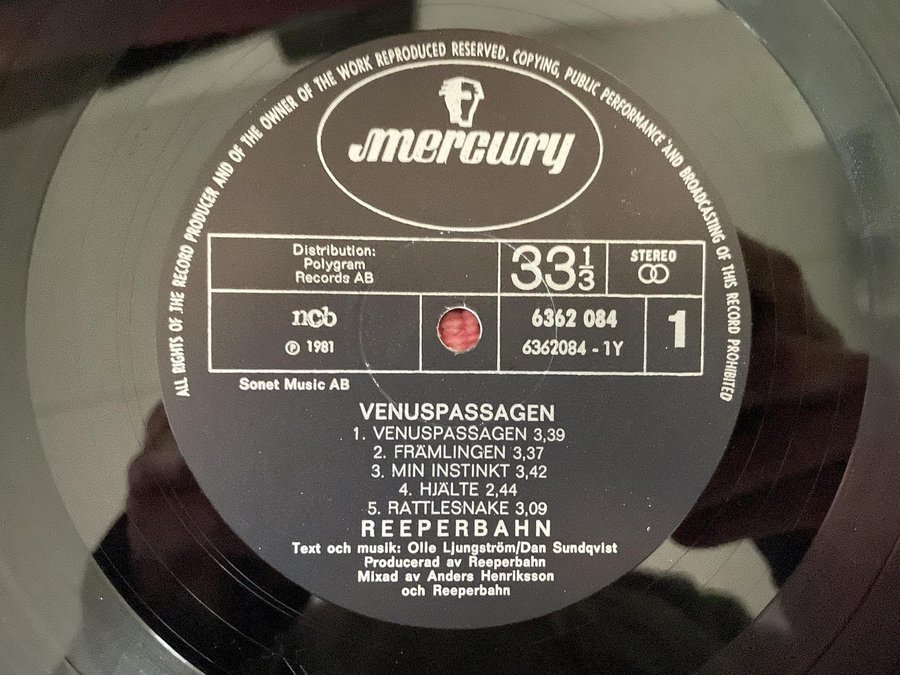 ALL RIGHTS OF THE RECORD PRODUCER AND OF THE OWNER OF THE WORK REPRODUCED RESERVED. COPYING, PUBLIC PERFORMANCE AND BROADCASTING OF THIS RECORD PROHIBITED
mercury
Distribution:
Polygram
Records AB
33 1/3
STEREO
ncb
℗ 1981
6362 084
6362084 - 1Y
1
Sonet Music AB
VENUSPASSAGEN
1. VENUSPASSAGEN 3,39
2. FRÄMLINGEN 3,37
3. MIN INSTINKT 3,42
4. HJÄLTE 2,44
5. RATTLESNAKE 3,09
REEPERBAHN
Text och musik: Olle Ljungström/Dan Sundqvist
Producerad av Reeperbahn
Mixad av Anders Henriksson
och Reeperbahn